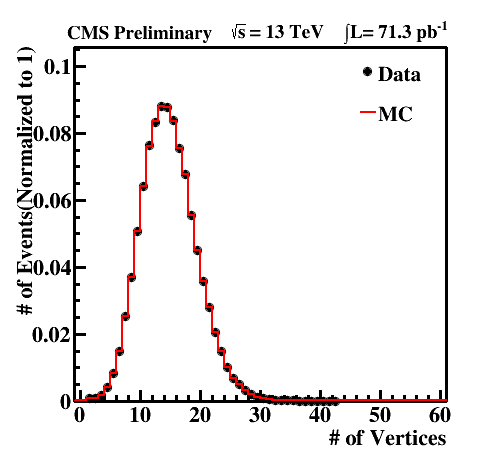 CMS Preliminary √s = 13 TeV ∫L= 71.3 pb⁻¹
# of Events(Normalized to 1)
0.1
0.08
0.06
0.04
0.02
0
Data
MC
0 10 20 30 40 50 60
# of Vertices